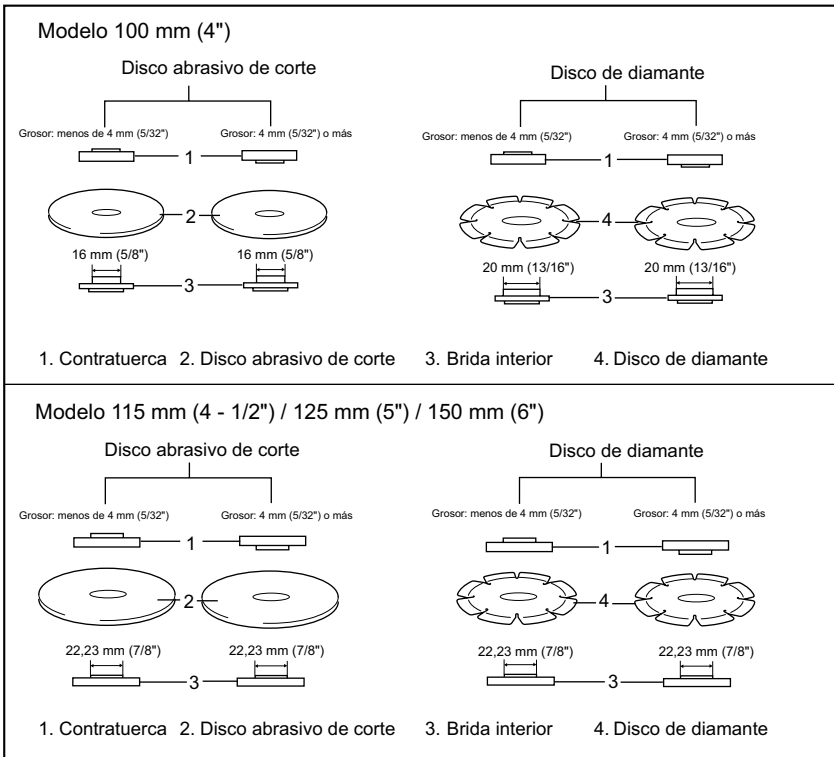 Modelo 100 mm (4")
Disco abrasivo de corte
Disco de diamante
Grosor: menos de 4 mm (5/32")
Grosor: 4 mm (5/32") o más
Grosor: menos de 4 mm (5/32")
Grosor: 4 mm (5/32") o más
1
1
2
4
16 mm (5/8")
16 mm (5/8")
20 mm (13/16")
20 mm (13/16")
3
3
1. Contratuerca 2. Disco abrasivo de corte 3. Brida interior 4. Disco de diamante
Modelo 115 mm (4 - 1/2") / 125 mm (5") / 150 mm (6")
Disco abrasivo de corte
Disco de diamante
Grosor: menos de 4 mm (5/32")
Grosor: 4 mm (5/32") o más
Grosor: menos de 4 mm (5/32")
Grosor: 4 mm (5/32") o más
1
1
2
4
22,23 mm (7/8")
22,23 mm (7/8")
22,23 mm (7/8")
22,23 mm (7/8")
3
3
1. Contratuerca 2. Disco abrasivo de corte 3. Brida interior 4. Disco de diamante